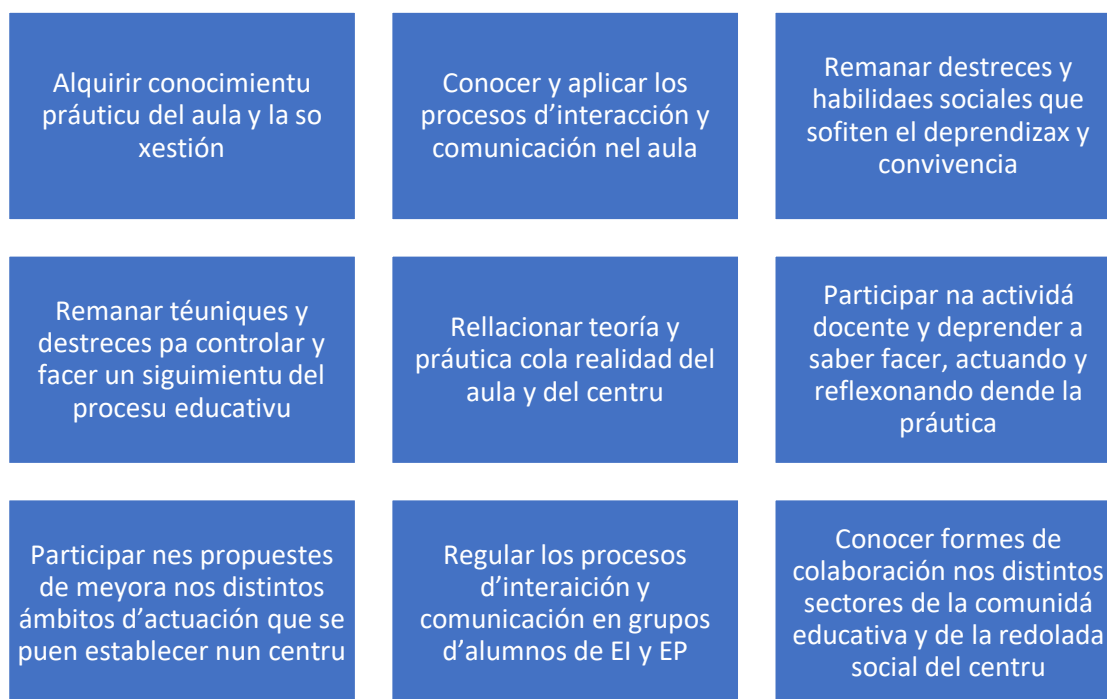 Alquirir conocimientu
práuticu del aula y la so
xestión
Conocer y aplicar los
procesos d’interacción y
comunicación nel aula
Remanar destreces y
habilidaes sociales que
sofiten el deprendizax y
convivencia
Remanar téuniques y
destreces pa controlar y
facer un siguimientu del
procesu educativu
Rellacionar teoría y
práutica cola realidad del
aula y del centru
Participar na actividá
docente y deprender a
saber facer, actuando y
reflexonando dende la
práutica
Participar nes propuestes
de meyora nos distintos
ámbitos d’actuación que se
puen establecer nun centru
Regular los procesos
d’interaición y
comunicación en grupos
d’alumnos de EI y EP
Conocer formes de
colaboración nos distintos
sectores de la comunidá
educativa y de la redolada
social del centru